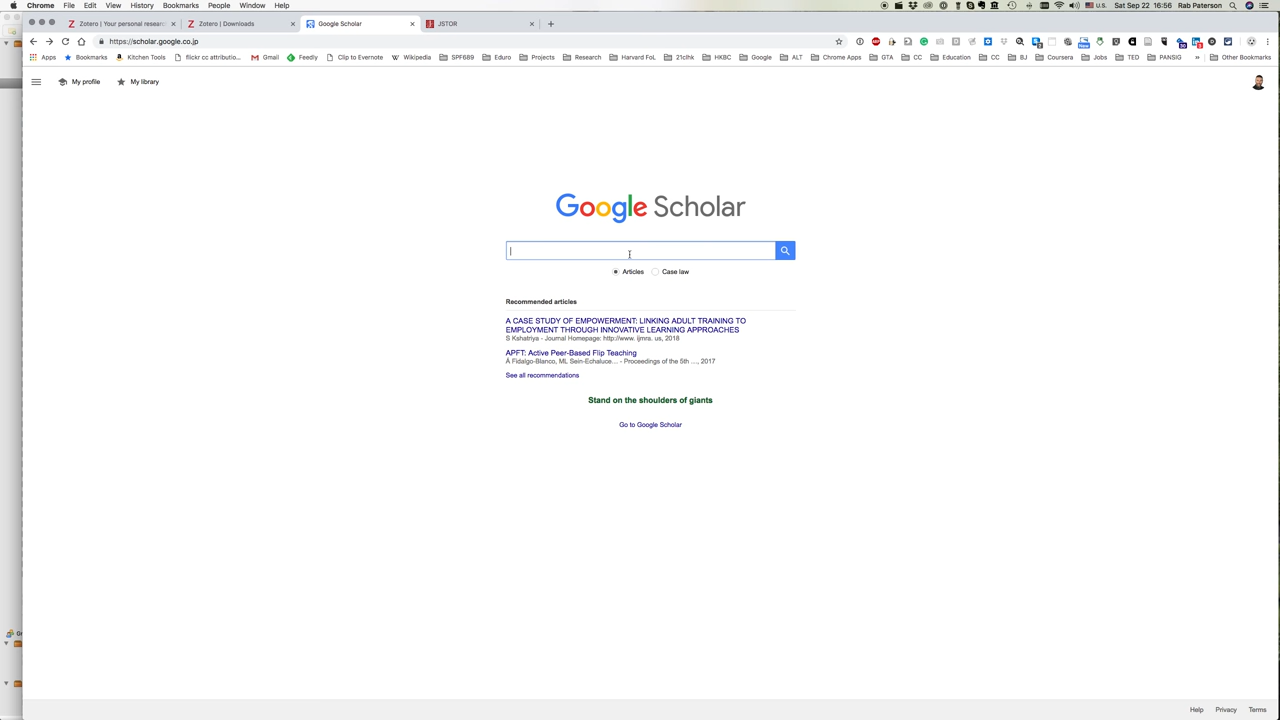 Chrome File Edit View History Bookmarks People Window Help U.S. Sat Sep 22 16:56 Rab Paterson
Zotero | Your personal resear Zotero | Downloads Google Scholar JSTOR
https://scholar.google.co.jp
Apps Bookmarks Kitchen Tools flickr cc attributio... Gmail Feedly Clip to Evernote Wikipedia SPF689 Eduro Projects Research Harvard FoL 21clhk HKBC Google ALT Chrome Apps GTA CC Education CC BJ Coursera Jobs TED PANSIG » Other Bookmarks
My profile My library
Google Scholar
Articles Case law
Recommended articles
A CASE STUDY OF EMPOWERMENT: LINKING ADULT TRAINING TO
EMPLOYMENT THROUGH INNOVATIVE LEARNING APPROACHES
S Kshatriya - Journal Homepage: http://www. ijmra. us, 2018
APFT: Active Peer-Based Flip Teaching
Á Fidalgo-Blanco, ML Sein-Echaluce... - Proceedings of the 5th ..., 2017
See all recommendations
Stand on the shoulders of giants
Go to Google Scholar
Help Privacy Terms